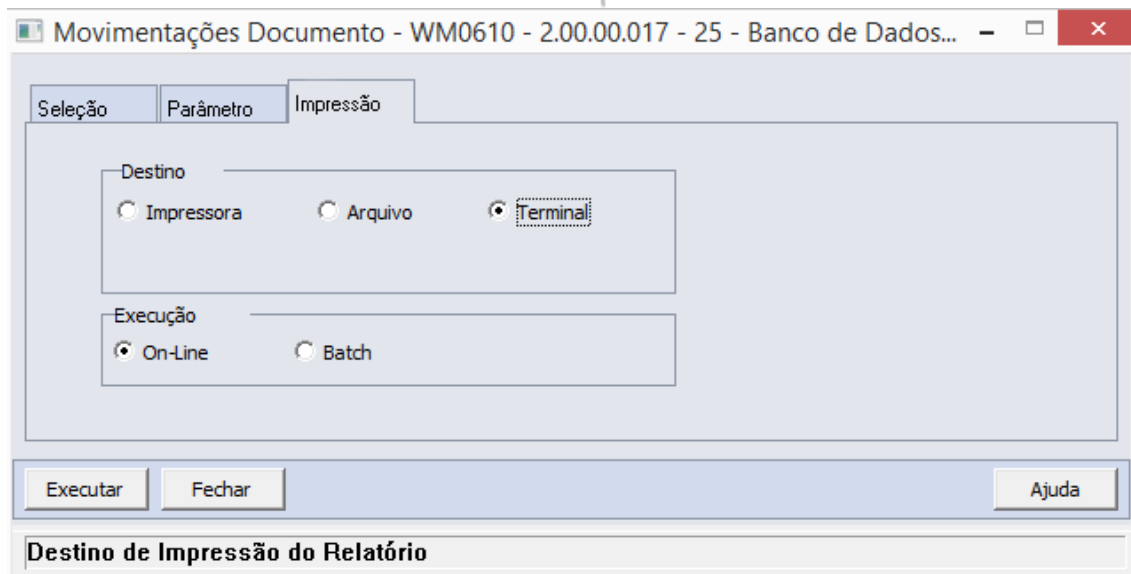 Movimentações Documento - WM0610 - 2.00.00.017 - 25 - Banco de Dados...
Seleção Parâmetro Impressão
Destino
Impressora Arquivo Terminal
Execução
On-Line Batch
Executar Fechar Ajuda
Destino de Impressão do Relatório